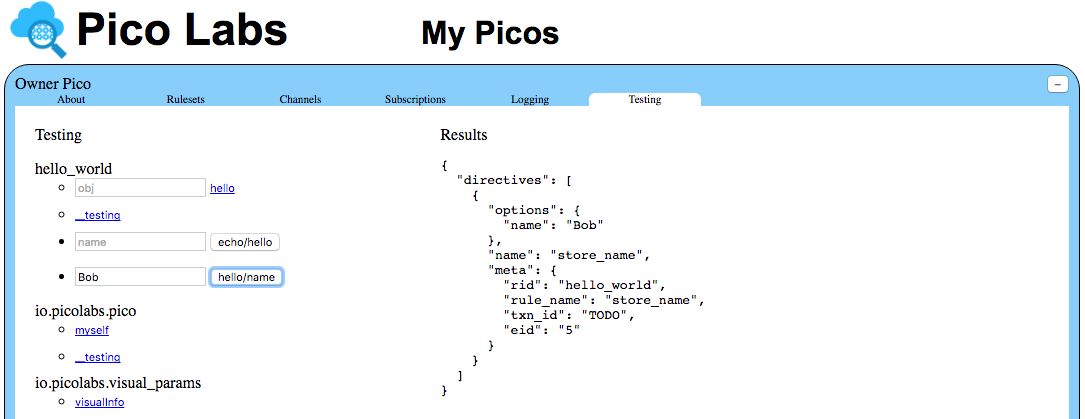 Pico Labs
My Picos
Owner Pico
–
About Rulesets Channels Subscriptions Logging Testing
Testing
hello_world
obj hello
__testing
name echo/hello
Bob hello/name
io.picolabs.pico
myself
__testing
io.picolabs.visual_params
visualInfo
Results
{
  "directives": [
    {
      "options": {
        "name": "Bob"
      },
      "name": "store_name",
      "meta": {
        "rid": "hello_world",
        "rule_name": "store_name",
        "txn_id": "TODO",
        "eid": "5"
      }
    }
  ]
}